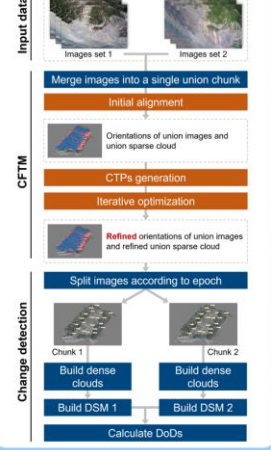 Input data
Images set 1
Images set 2
CFTM
Merge images into a single union chunk
Initial alignment
Orientations of union images and
union sparse cloud
CTPs generation
Iterative optimization
Refined orientations of union images
and refined union sparse cloud
Change detection
Split images according to epoch
Chunk 1
Chunk 2
Build dense
clouds
Build dense
clouds
Build DSM 1
Build DSM 2
Calculate DoDs